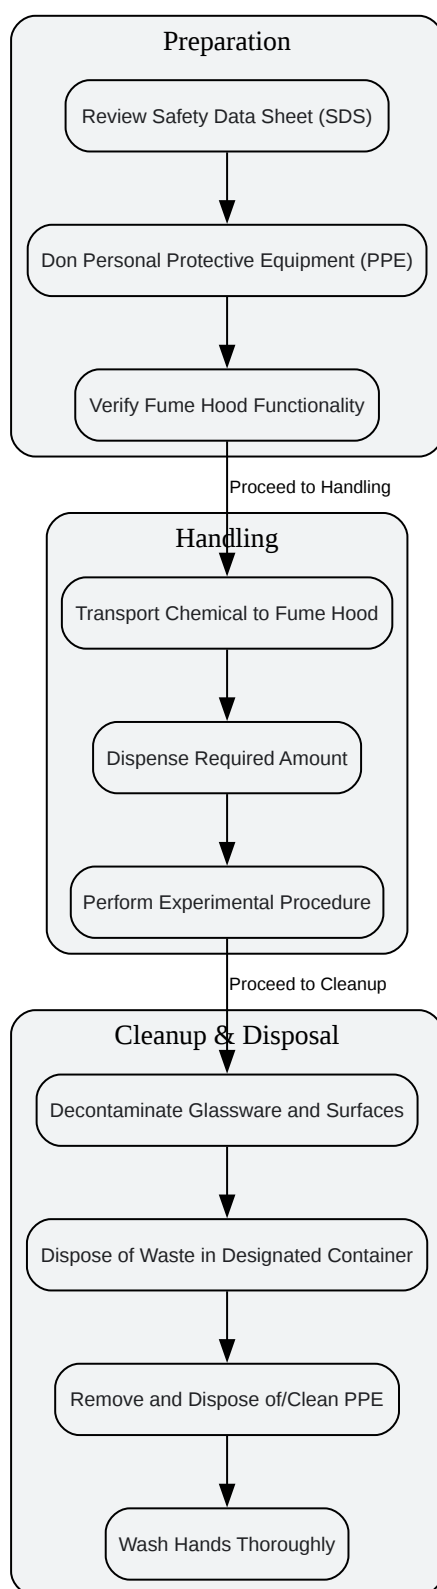 Preparation
Review Safety Data Sheet (SDS)
Don Personal Protective Equipment (PPE)
Verify Fume Hood Functionality
Proceed to Handling
Handling
Transport Chemical to Fume Hood
Dispense Required Amount
Perform Experimental Procedure
Proceed to Cleanup
Cleanup & Disposal
Decontaminate Glassware and Surfaces
Dispose of Waste in Designated Container
Remove and Dispose of/Clean PPE
Wash Hands Thoroughly